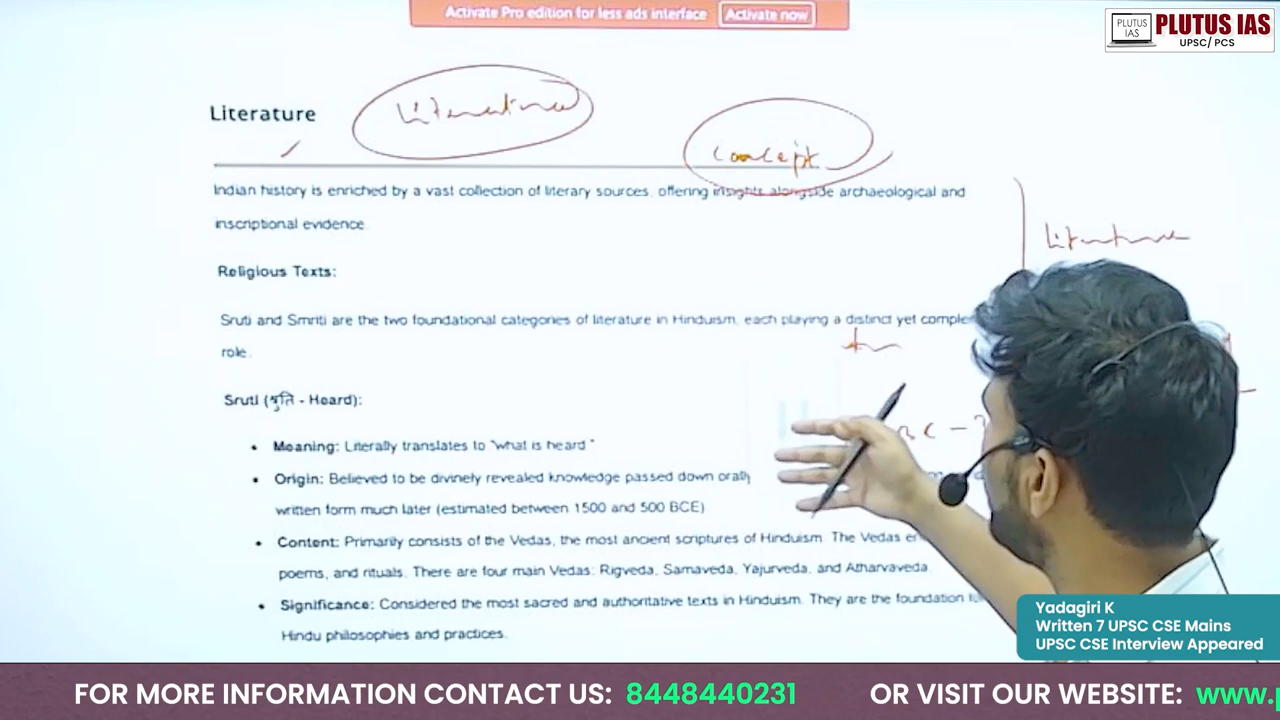 Activate Pro edition for less ads interface Activate now
PLUTUS IAS
PLUTUS IAS
UPSC/ PCS
Literature
Literature
concept
Indian history is enriched by a vast collection of literary sources, offering insights alongside archaeological and
inscriptional evidence.
Literature
Religious Texts:
Sruti and Smriti are the two foundational categories of literature in Hinduism, each playing a distinct yet
role.
Sruti (श्रुति - Heard):
• Meaning: Literally translates to "what is heard."
• Origin: Believed to be divinely revealed knowledge passed down orally
written form much later (estimated between 1500 and 500 BCE)
• Content: Primarily consists of the Vedas, the most ancient scriptures of Hinduism. The Vedas
poems, and rituals. There are four main Vedas: Rigveda, Samaveda, Yajurveda, and Atharvaveda.
• Significance: Considered the most sacred and authoritative texts in Hinduism. They are the foundation
Hindu philosophies and practices.
Yadagiri K
Written 7 UPSC CSE Mains
UPSC CSE Interview Appeared
FOR MORE INFORMATION CONTACT US: 8448440231 OR VISIT OUR WEBSITE: www.